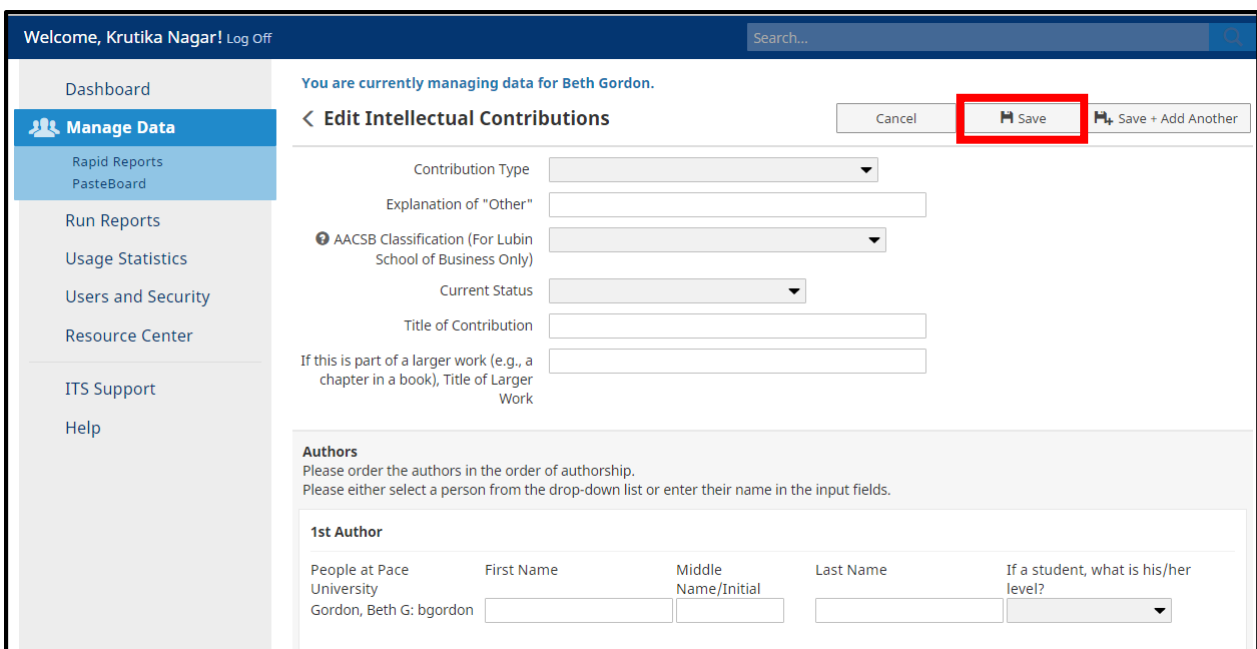 Welcome, Krutika Nagar! Log Off
Search...
Dashboard
Manage Data
Rapid Reports
PasteBoard
Run Reports
Usage Statistics
Users and Security
Resource Center
ITS Support
Help
You are currently managing data for Beth Gordon.
Edit Intellectual Contributions
Cancel
Save
Save + Add Another
Contribution Type
Explanation of "Other"
AACSB Classification (For Lubin
School of Business Only)
Current Status
Title of Contribution
If this is part of a larger work (e.g., a
chapter in a book), Title of Larger
Work
Authors
Please order the authors in the order of authorship.
Please either select a person from the drop-down list or enter their name in the input fields.
1st Author
People at Pace
University
First Name
Middle
Name/Initial
Last Name
If a student, what is his/her
level?
Gordon, Beth G: bgordon